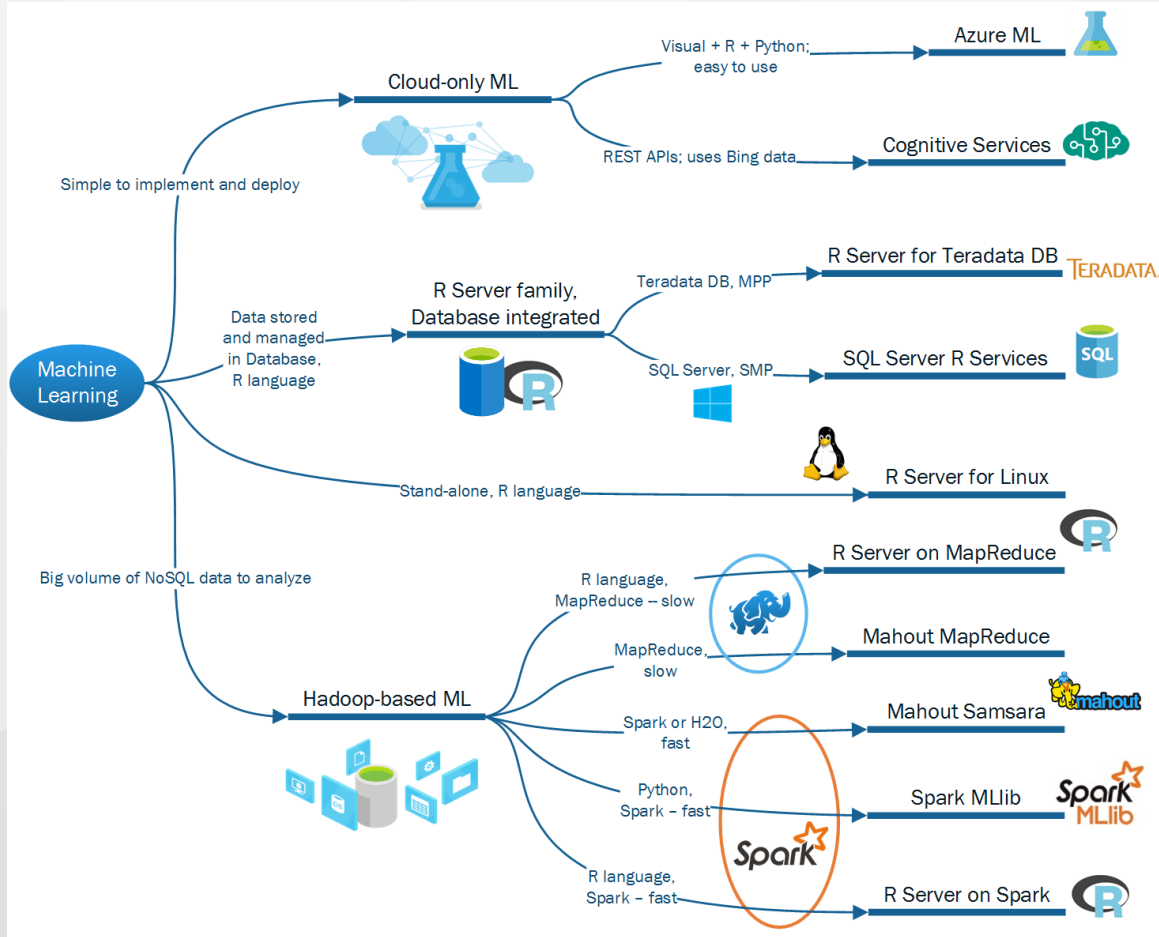 Azure ML
Visual + R + Python;
easy to use
Cloud-only ML
Cognitive Services
REST APIs; uses Bing data
Simple to implement and deploy
R Server for Teradata DB
TERADATA.
Teradata DB, MPP
R Server family,
Database integrated
Data stored
and managed
in Database,
R language
SQL Server R Services
SQL
SQL Server, SMP
R
Machine
Learning
R Server for Linux
Stand-alone, R language
R
R Server on MapReduce
Big volume of NoSQL data to analyze
R language,
MapReduce -- slow
Mahout MapReduce
MapReduce,
slow
Hadoop-based ML
mahout
Mahout Samsara
Spark or H2O,
fast
Spark MLlib
Spark
MLlib
Python,
Spark – fast
Spark
R language,
Spark – fast
R Server on Spark
R